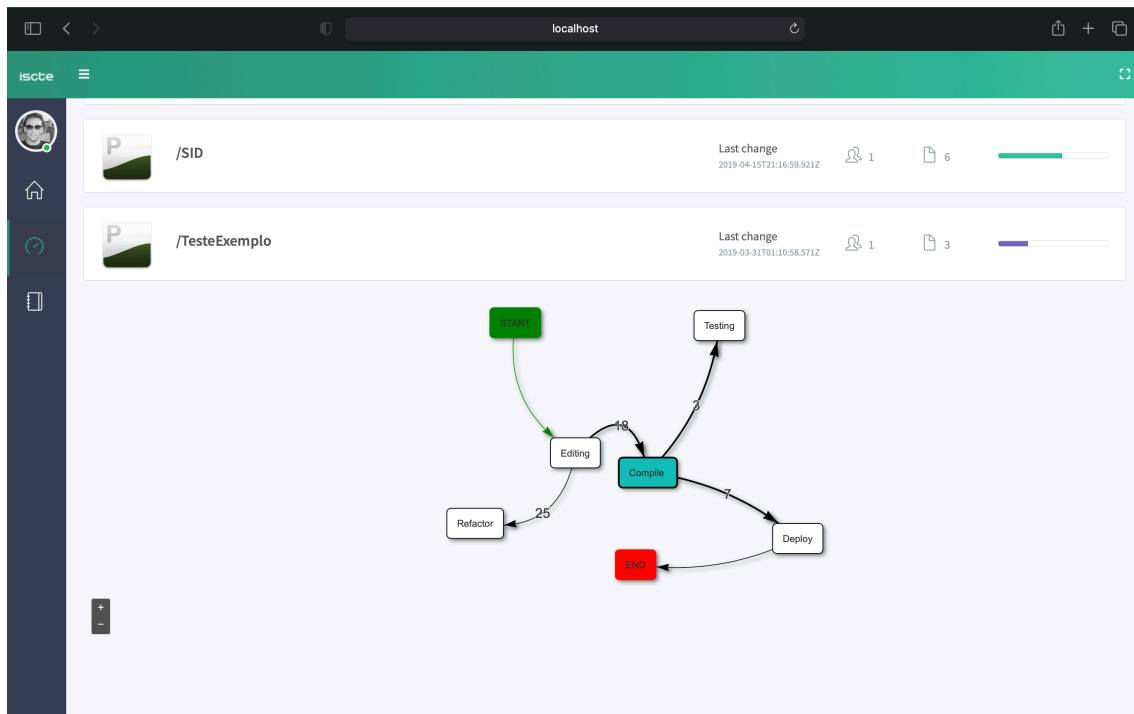 localhost
iscte
P
/SID
Last change
2019-04-15T21:16:59.921Z
1
6
P
/TesteExemplo
Last change
2019-03-31T01:10:58.571Z
1
3
START
Testing
3
18
Editing
Compile
7
25
Refactor
Deploy
END
+
−